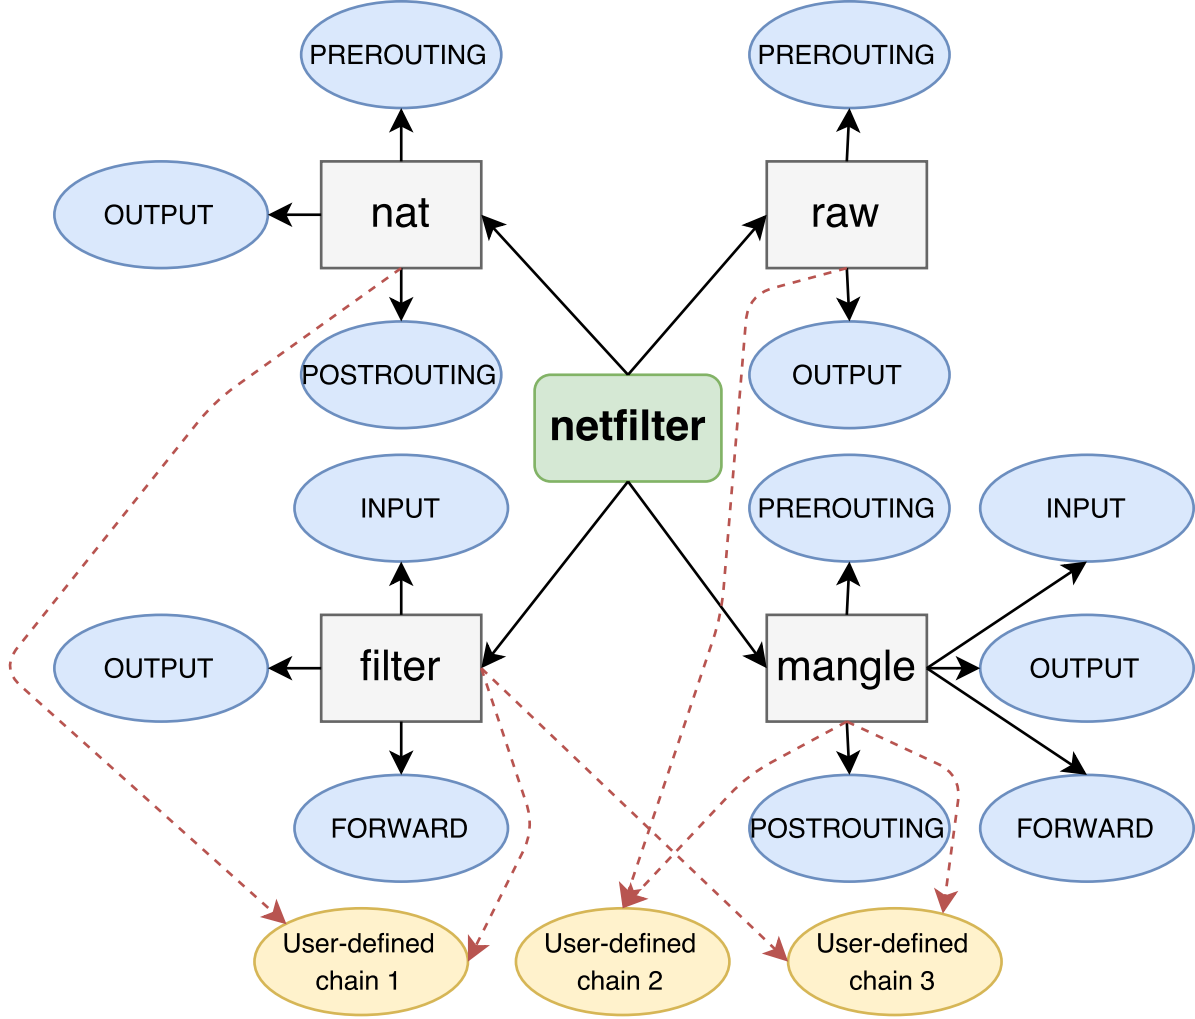 PREROUTING
PREROUTING
OUTPUT
nat
raw
POSTROUTING
OUTPUT
netfilter
INPUT
PREROUTING
INPUT
OUTPUT
filter
mangle
OUTPUT
FORWARD
POSTROUTING
FORWARD
User-defined
chain 1
User-defined
chain 2
User-defined
chain 3